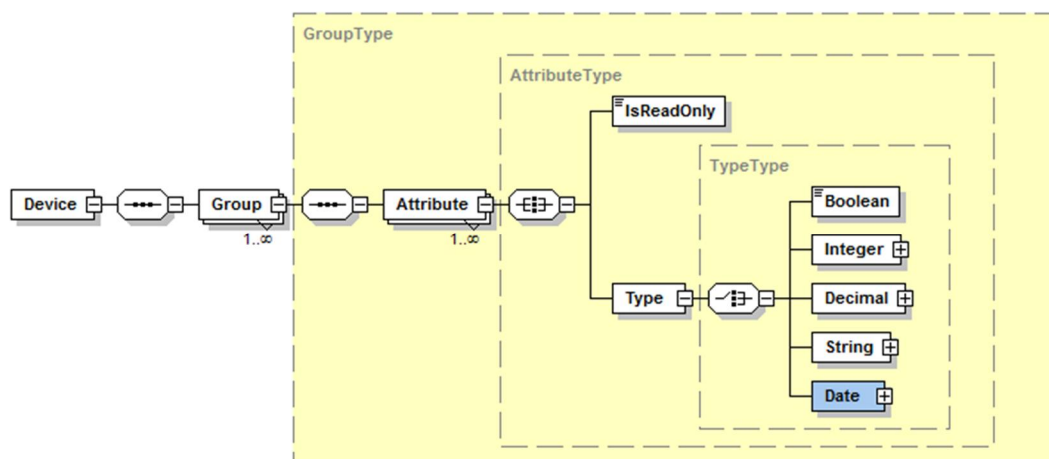 GroupType
AttributeType
IsReadOnly
TypeType
Device
Group
1..∞
Attribute
1..∞
Boolean
Integer
Type
Decimal
String
Date